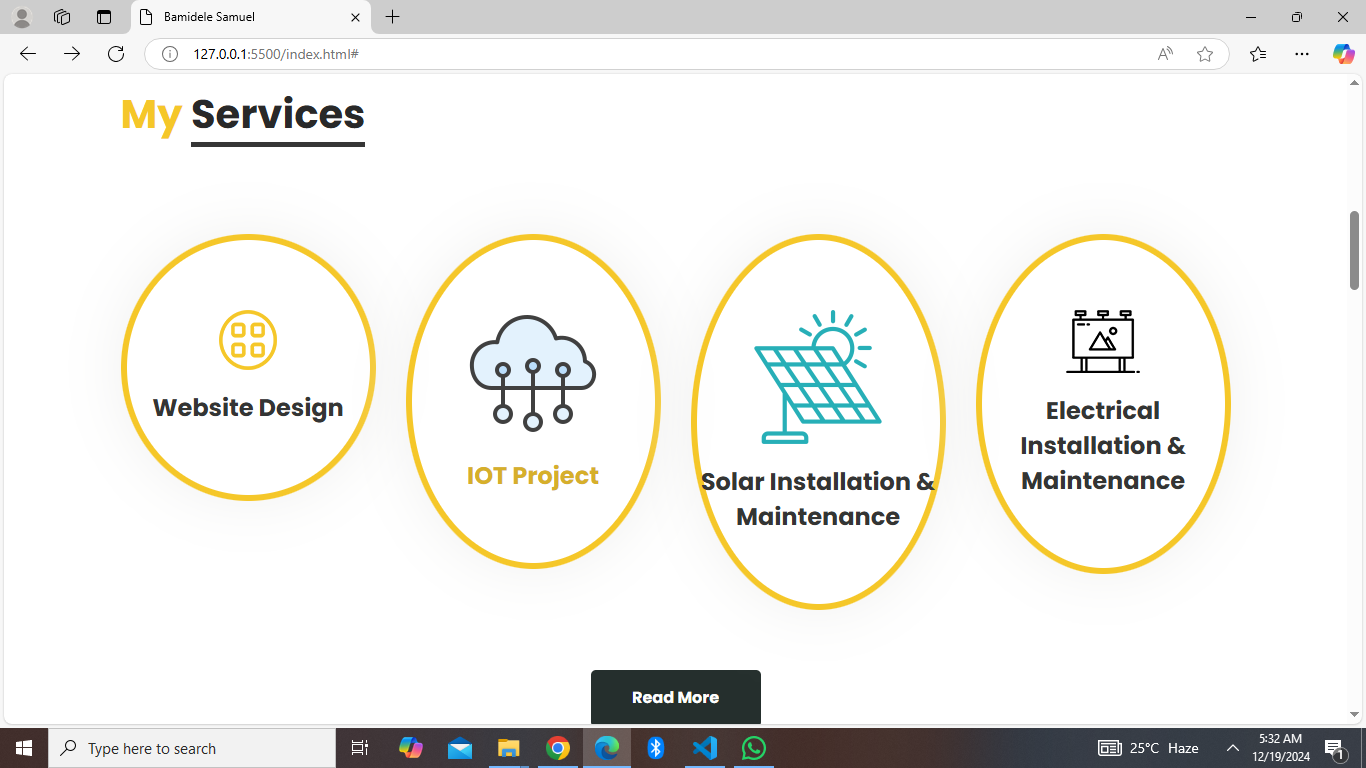 Bamidele Samuel
127.0.0.1:5500/index.html#
My Services
Website Design
IOT Project
Solar Installation &
Maintenance
Electrical
Installation &
Maintenance
Read More
Type here to search
25°C Haze
5:32 AM
12/19/2024
1